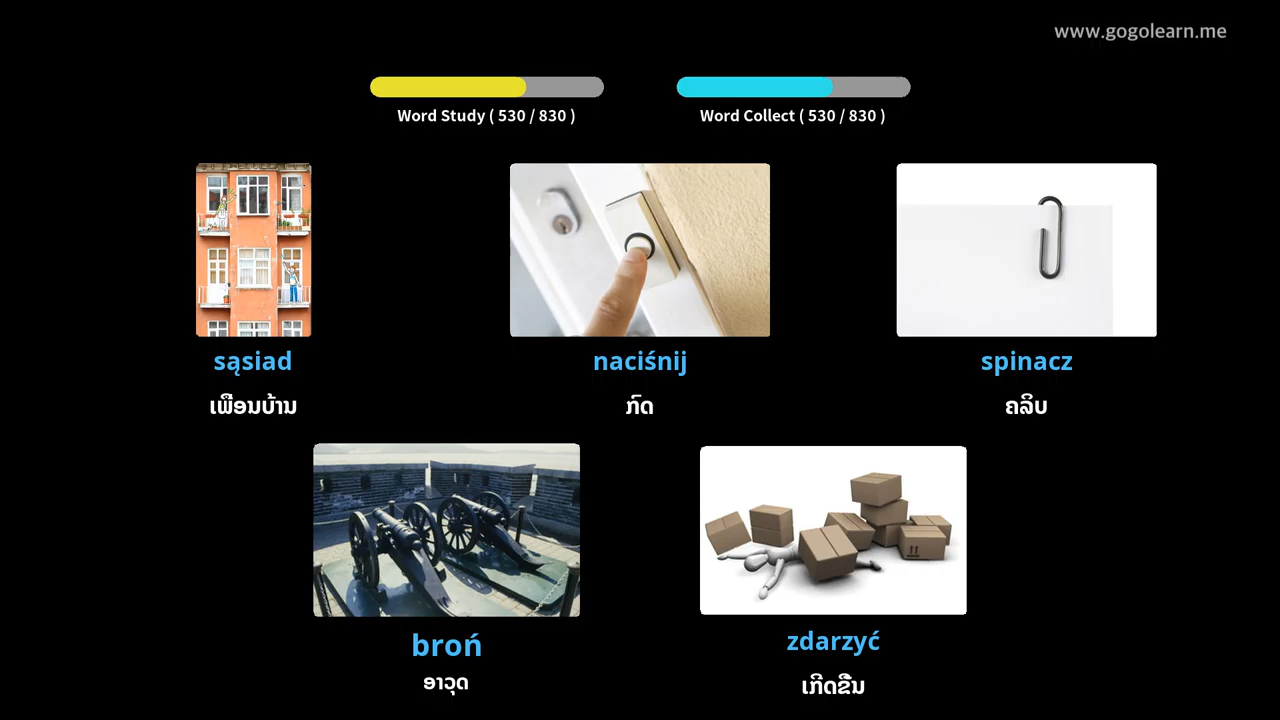 www.gogolearn.me
Word Study ( 530 / 830 )
Word Collect ( 530 / 830 )
sąsiad
naciśnij
spinacz
ເພື່ອນບ້ານ
ກົດ
ຄລິບ
broń
zdarzyć
ອາວຸດ
ເກີດຂຶ້ນ